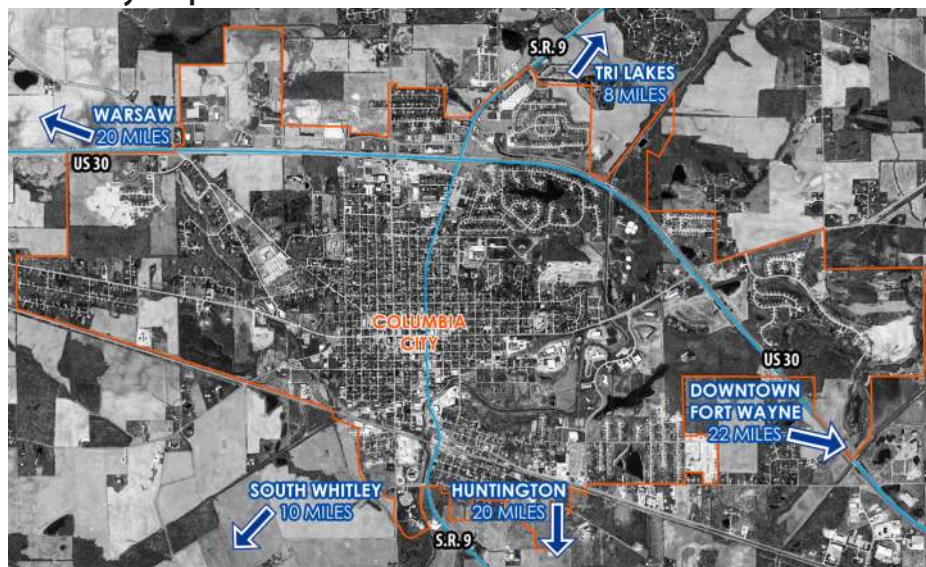 S.R. 9
TRI LAKES
8 MILES
WARSAW
20 MILES
US 30
COLUMBIA
CITY
US 30
DOWNTOWN
FORT WAYNE
22 MILES
SOUTH WHITLEY
10 MILES
HUNTINGTON
20 MILES
S.R. 9